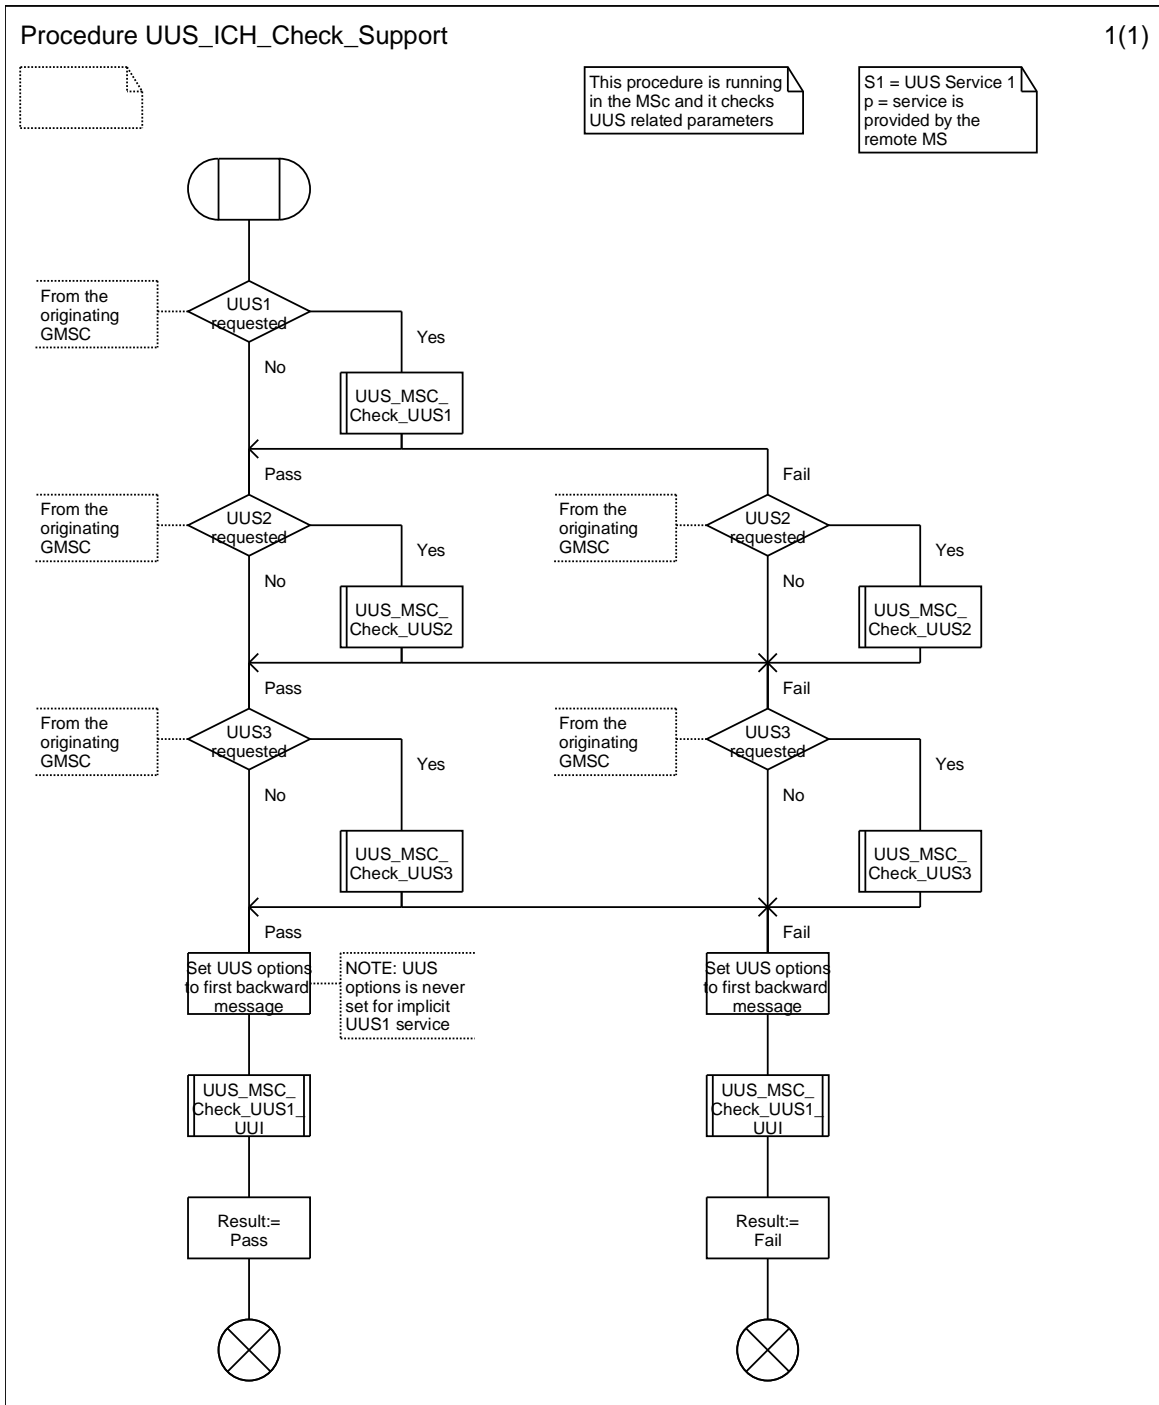 Procedure UUS_ICH_Check_Support
1(1)
This procedure is running
in the MSc and it checks
UUS related parameters
S1 = UUS Service 1
p = service is
provided by the
remote MS
From the
originating
GMSC
UUS1
requested
Yes
No
UUS_MSC_
Check_UUS1
Pass
Fail
From the
originating
GMSC
UUS2
requested
Yes
No
UUS_MSC_
Check_UUS2
From the
originating
GMSC
UUS2
requested
Yes
No
UUS_MSC_
Check_UUS2
Pass
Fail
From the
originating
GMSC
UUS3
requested
Yes
No
UUS_MSC_
Check_UUS3
From the
originating
GMSC
UUS3
requested
Yes
No
UUS_MSC_
Check_UUS3
Pass
Fail
Set UUS options
to first backward
message
NOTE: UUS
options is never
set for implicit
UUS1 service
Set UUS options
to first backward
message
UUS_MSC_
Check_UUS1_
UUI
UUS_MSC_
Check_UUS1_
UUI
Result:=
Pass
Result:=
Fail